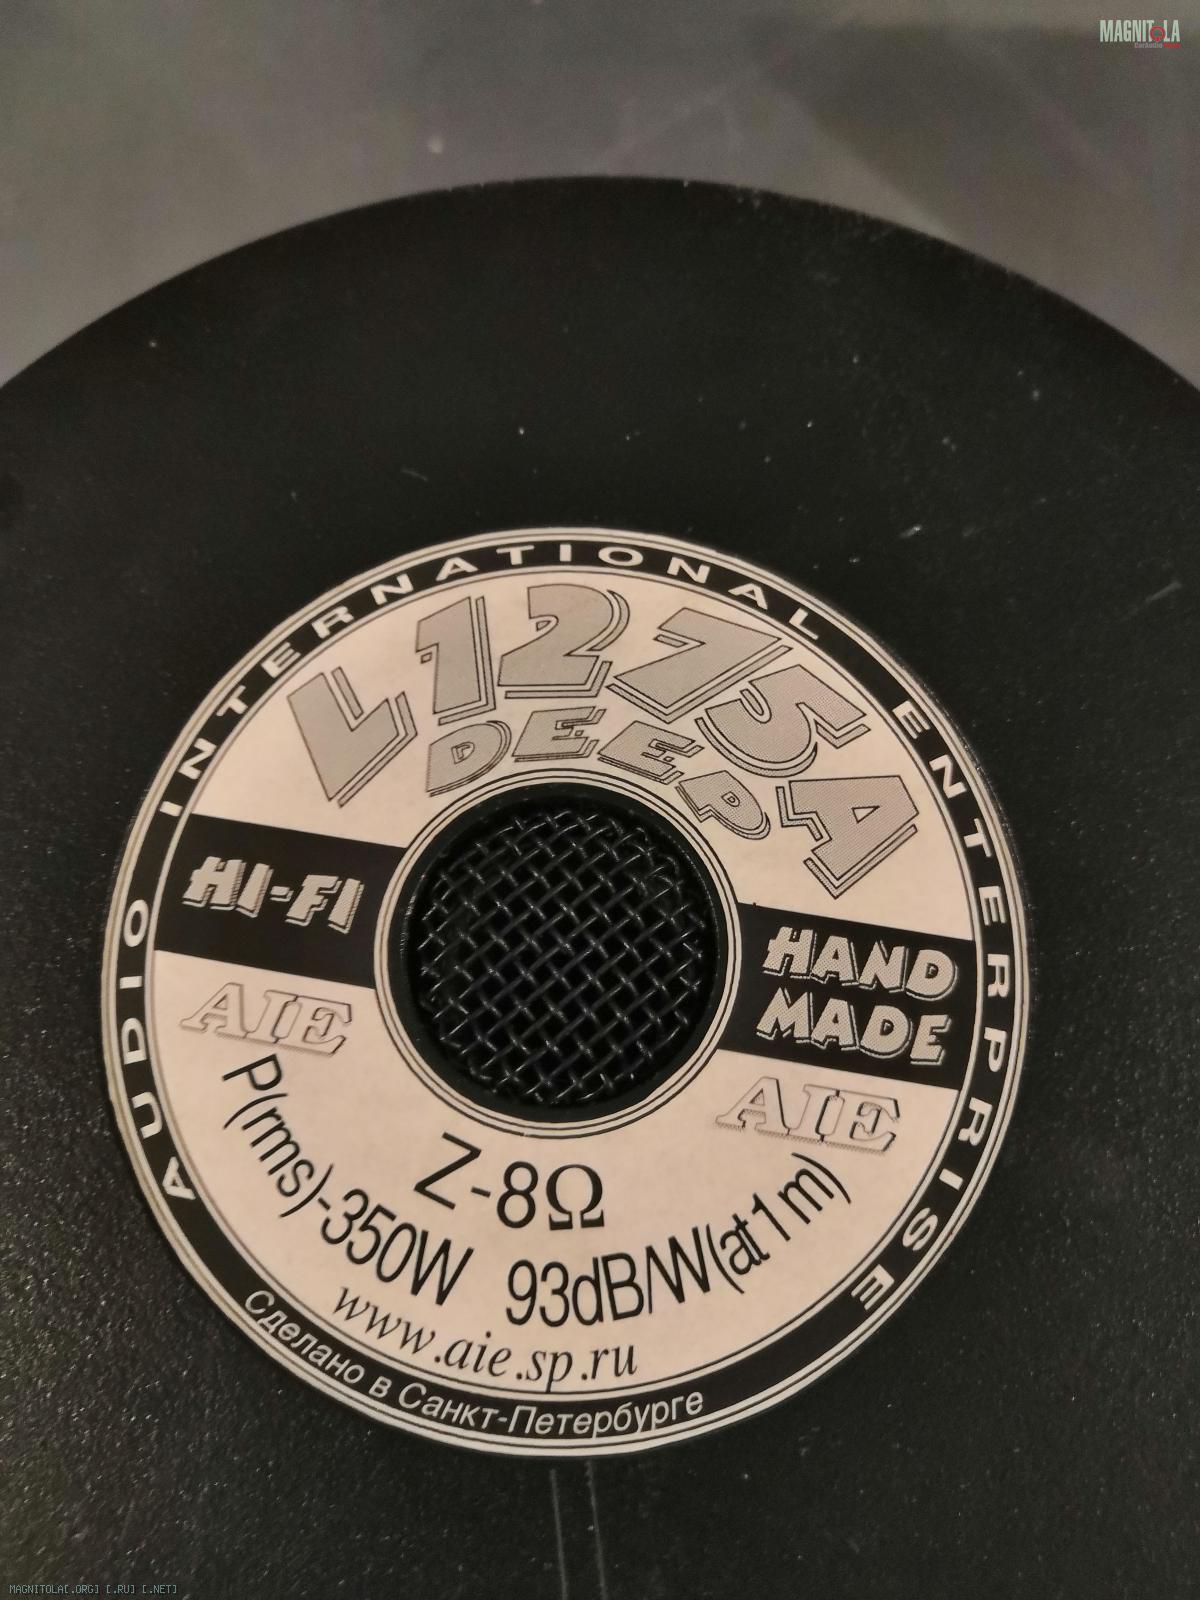 MAGNITOLA
AUDIO INTERNATIONAL ENTERPRISE
L1275A
DEEP
HI-FI
HAND
MADE
AIE
AIE
Z-8Ω
P(rms)-350W 93dB/W(at 1 m)
www.aie.sp.ru
Сделано в Санкт-Петербурге
MAGNITOLA[.ORG] [.RU] [.NET]